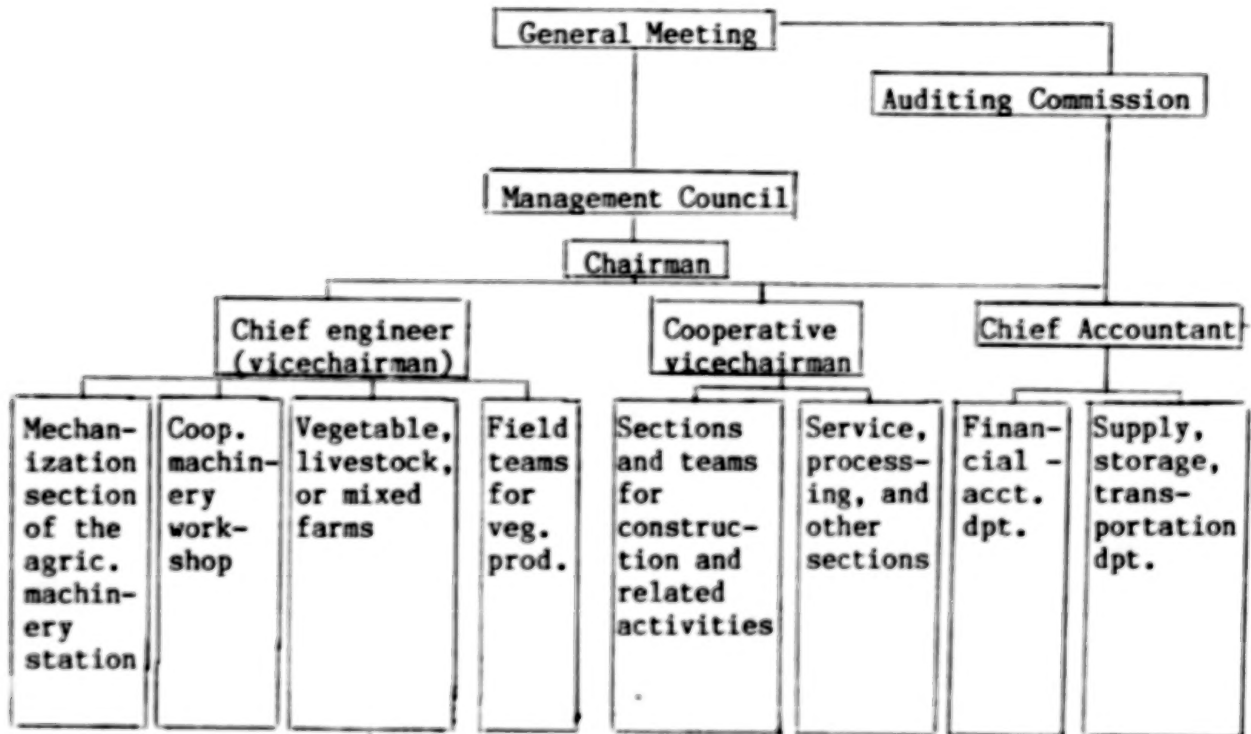 General Meeting
Auditing Commission
Management Council
Chairman
Chief engineer
(vicechairman)
Cooperative
vicechairman
Chief Accountant
Mechan-
ization
section
of the
agric.
machin-
ery
station
Coop.
machin-
ery
work-
shop
Vegetable,
livestock,
or mixed
farms
Field
teams
for
veg.
prod.
Sections
and teams
for
construc-
tion and
related
activities
Service,
process-
ing, and
other
sections
Finan-
cial -
acct.
dpt.
Supply,
storage,
trans-
portation
dpt.